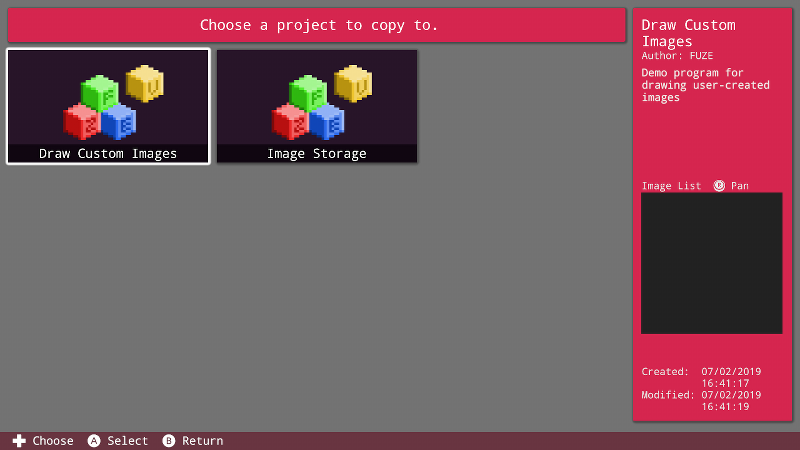 Choose a project to copy to.
Draw Custom Images
Image Storage
Draw Custom
Images
Author: FUZE
Demo program for
drawing user-created
images
Image List R Pan
Created: 07/02/2019
16:41:17
Modified: 07/02/2019
16:41:19
Choose A Select B Return